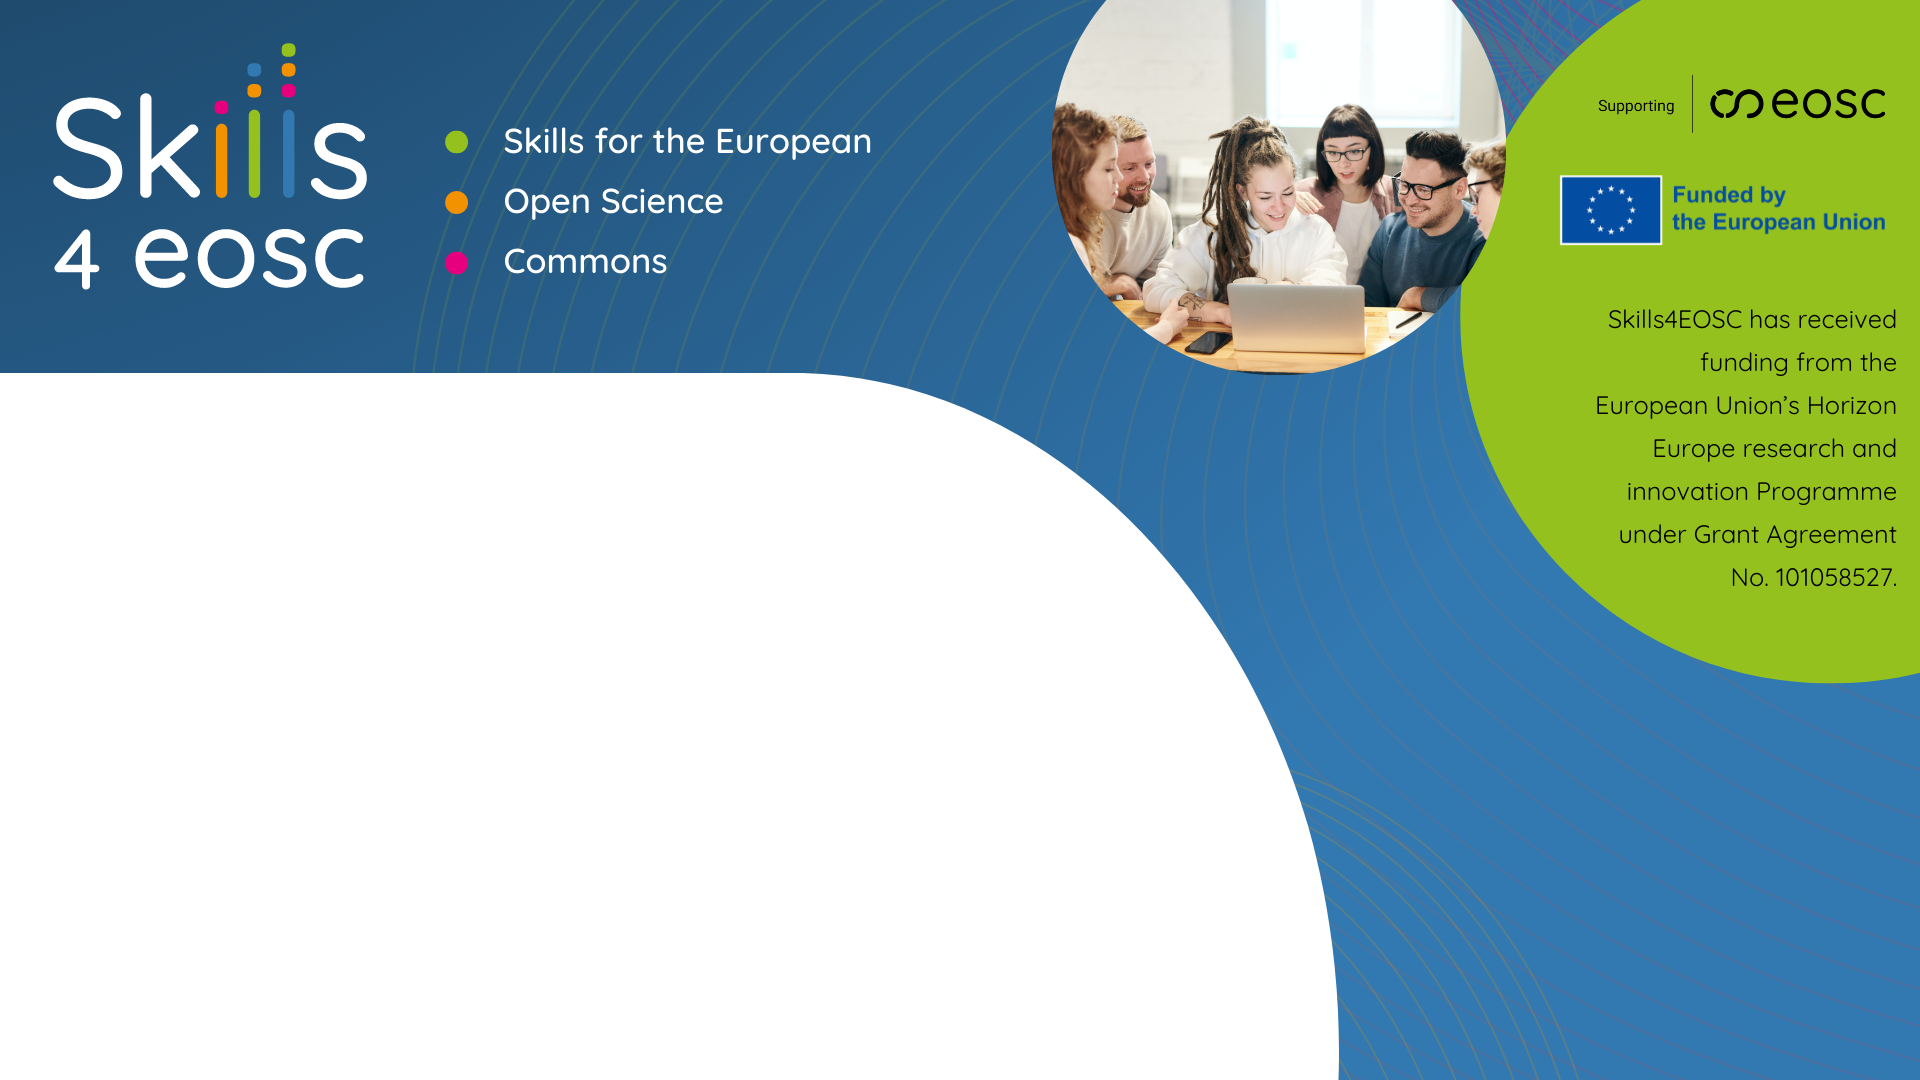 Skills
4 eosc
Skills for the European
Open Science
Commons
Supporting
eosc
Funded by
the European Union
Skills4EOSC has received
funding from the
European Union’s Horizon
Europe research and
innovation Programme
under Grant Agreement
No. 101058527.